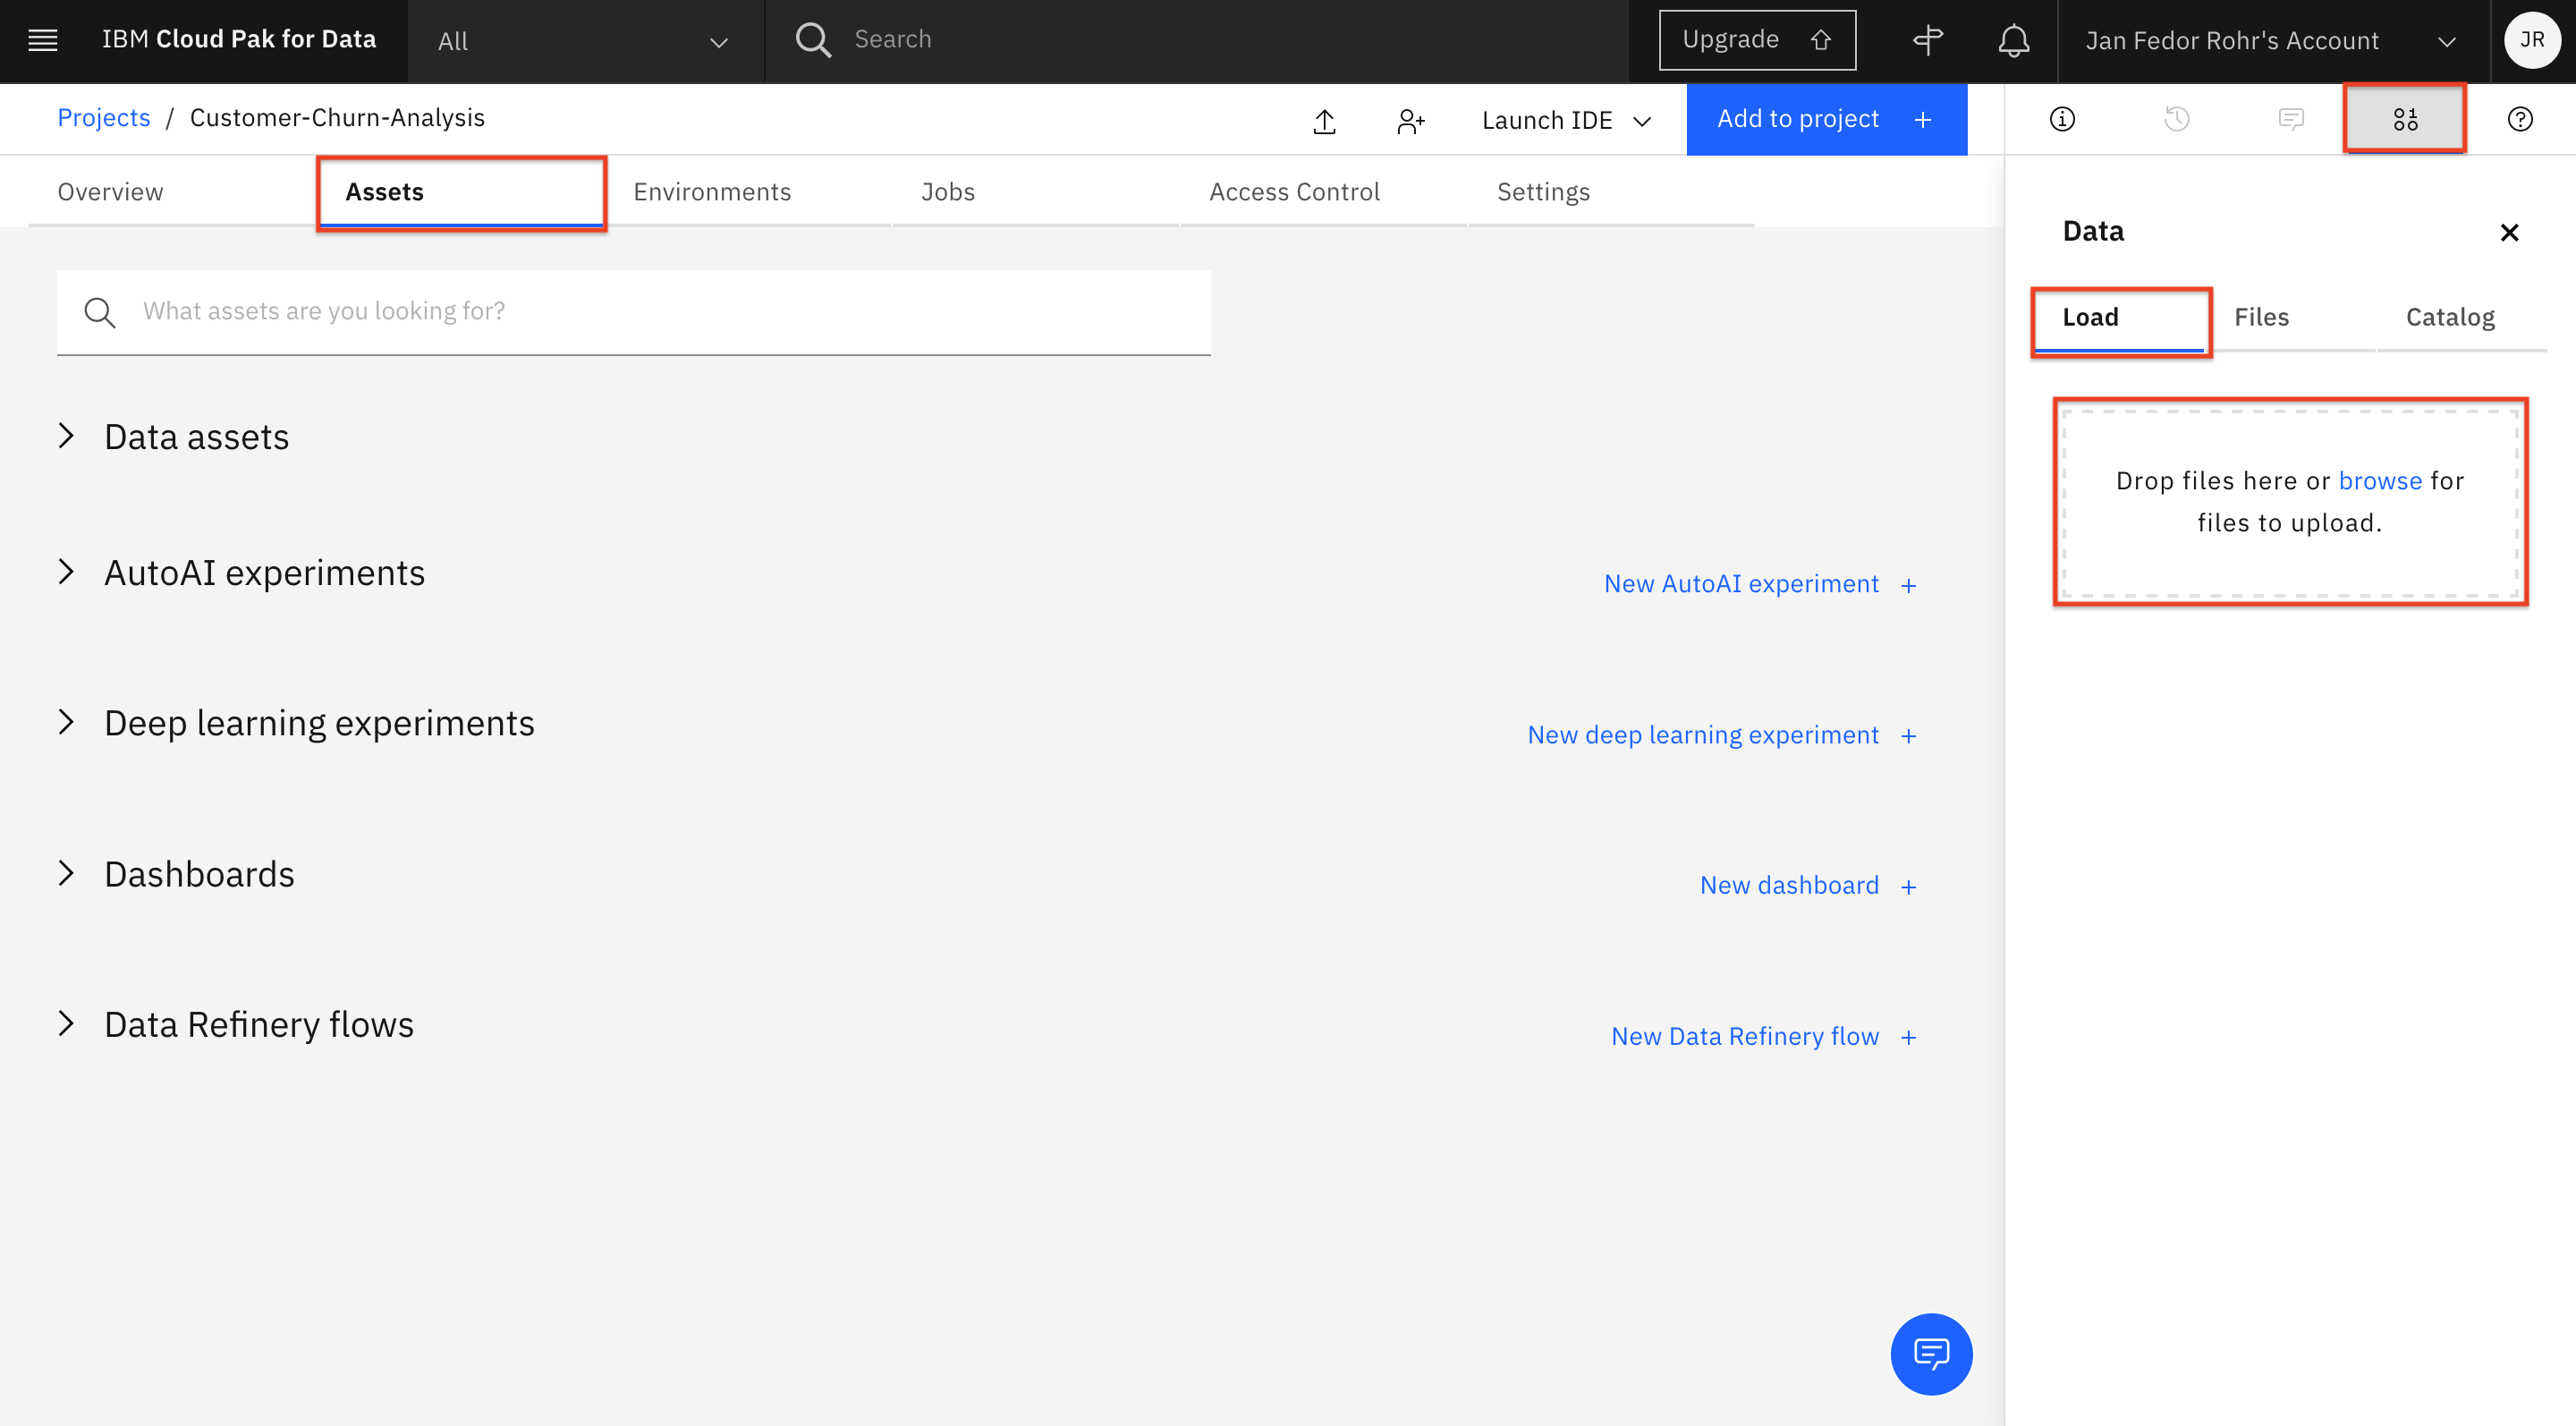 IBM Cloud Pak for Data
All
Search
Upgrade
Jan Fedor Rohr's Account
JR
Projects / Customer-Churn-Analysis
Launch IDE
Add to project +
Overview
Assets
Environments
Jobs
Access Control
Settings
What assets are you looking for?
Data assets
AutoAI experiments
New AutoAI experiment +
Deep learning experiments
New deep learning experiment +
Dashboards
New dashboard +
Data Refinery flows
New Data Refinery flow +
Data
Load
Files
Catalog
Drop files here or browse for
files to upload.